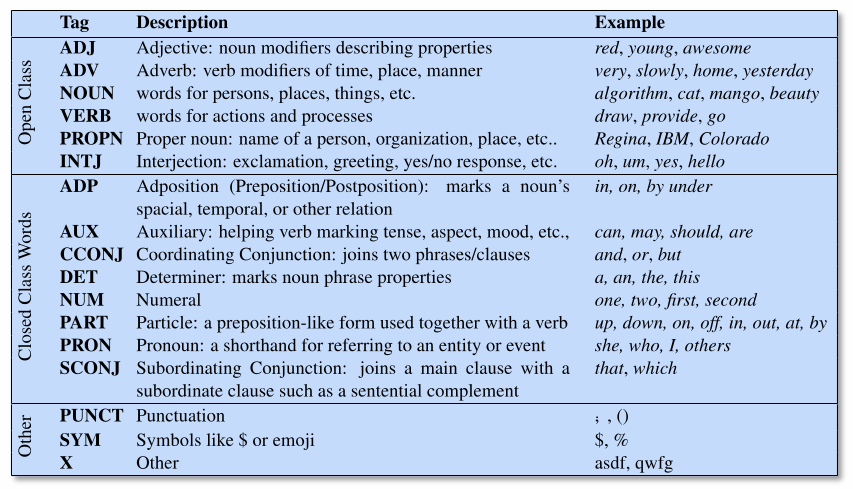 Tag Description Example
Open Class
ADJ Adjective: noun modifiers describing properties red, young, awesome
ADV Adverb: verb modifiers of time, place, manner very, slowly, home, yesterday
NOUN words for persons, places, things, etc. algorithm, cat, mango, beauty
VERB words for actions and processes draw, provide, go
PROPN Proper noun: name of a person, organization, place, etc.. Regina, IBM, Colorado
INTJ Interjection: exclamation, greeting, yes/no response, etc. oh, um, yes, hello
Closed Class Words
ADP Adposition (Preposition/Postposition): marks a noun's in, on, by under
spacial, temporal, or other relation
AUX Auxiliary: helping verb marking tense, aspect, mood, etc., can, may, should, are
CCONJ Coordinating Conjunction: joins two phrases/clauses and, or, but
DET Determiner: marks noun phrase properties a, an, the, this
NUM Numeral one, two, first, second
PART Particle: a preposition-like form used together with a verb up, down, on, off, in, out, at, by
PRON Pronoun: a shorthand for referring to an entity or event she, who, I, others
SCONJ Subordinating Conjunction: joins a main clause with a that, which
subordinate clause such as a sentential complement
Other
PUNCT Punctuation ; , ()
SYM Symbols like $ or emoji $, %
X Other asdf, qwfg